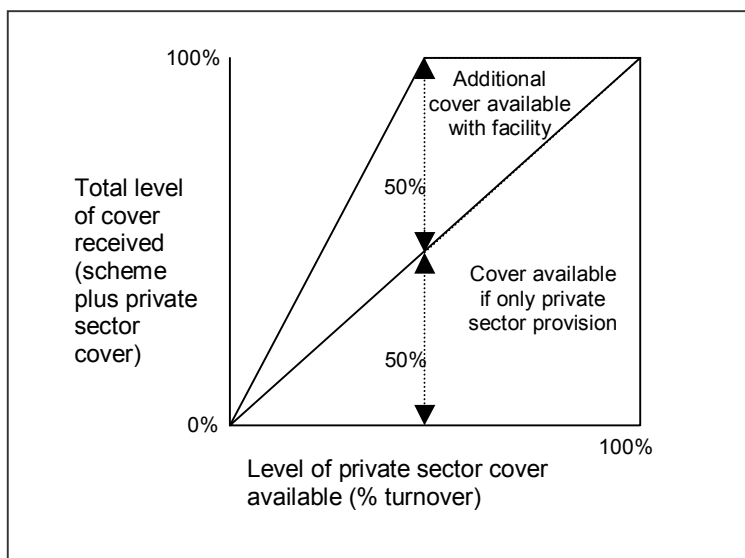 100%
Additional
cover available
with facility
50%
Total level
of cover
received
(scheme
plus private
sector
cover)
Cover available
if only private
sector provision
50%
0%
100%
Level of private sector cover
available (% turnover)